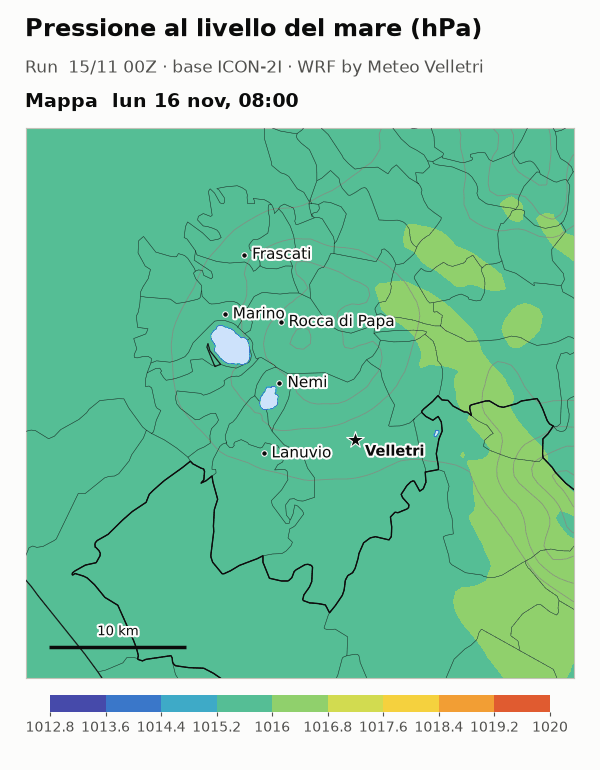 Pressione al livello del mare (hPa)
Run  15/11 00Z · base ICON-2I · WRF by Meteo Velletri
Mappa  lun 16 nov, 08:00
Frascati
Marino
Rocca di Papa
Nemi
Velletri
Lanuvio
10 km
1012.8 1013.6 1014.4 1015.2 1016 1016.8 1017.6 1018.4 1019.2 1020